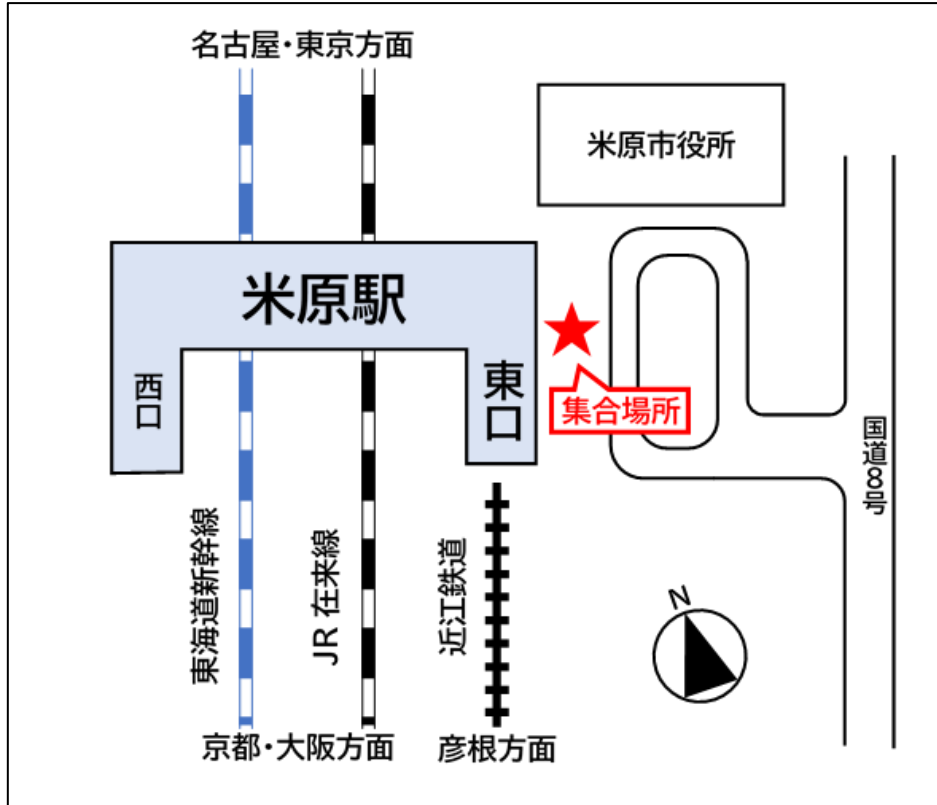 名古屋・東京方面
米原市役所
米原駅
西口
東口
集合場所
国道8号
東海道新幹線
JR在来線
近江鉄道
N
京都・大阪方面
彦根方面